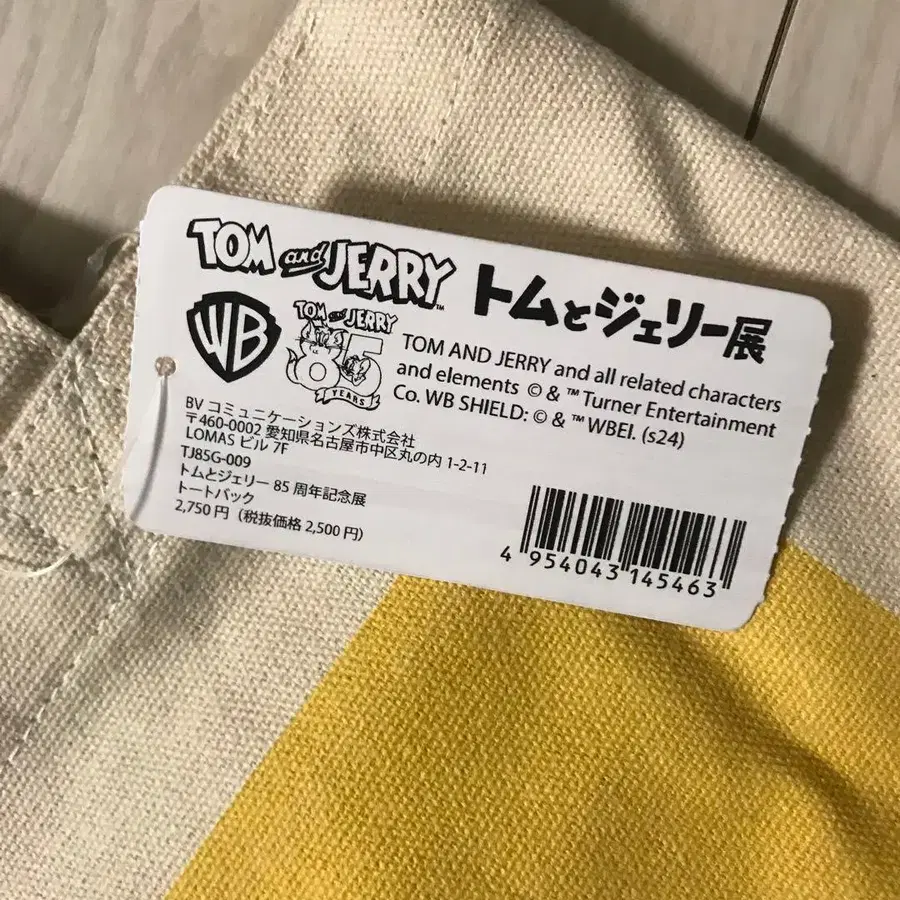 TOM and JERRY™ トムとジェリー展
WB
TOM and JERRY
85
YEARS
TOM AND JERRY and all related characters
and elements © & ™ Turner Entertainment
Co. WB SHIELD: © & ™ WBEI. (s24)
BV コミュニケーションズ株式会社
〒460-0002 愛知県名古屋市中区丸の内 1-2-11
LOMAS ビル 7F
TJ85G-009
トムとジェリー 85 周年記念展
トートバック
2,750 円（税抜価格 2,500 円）
4 954043 145463